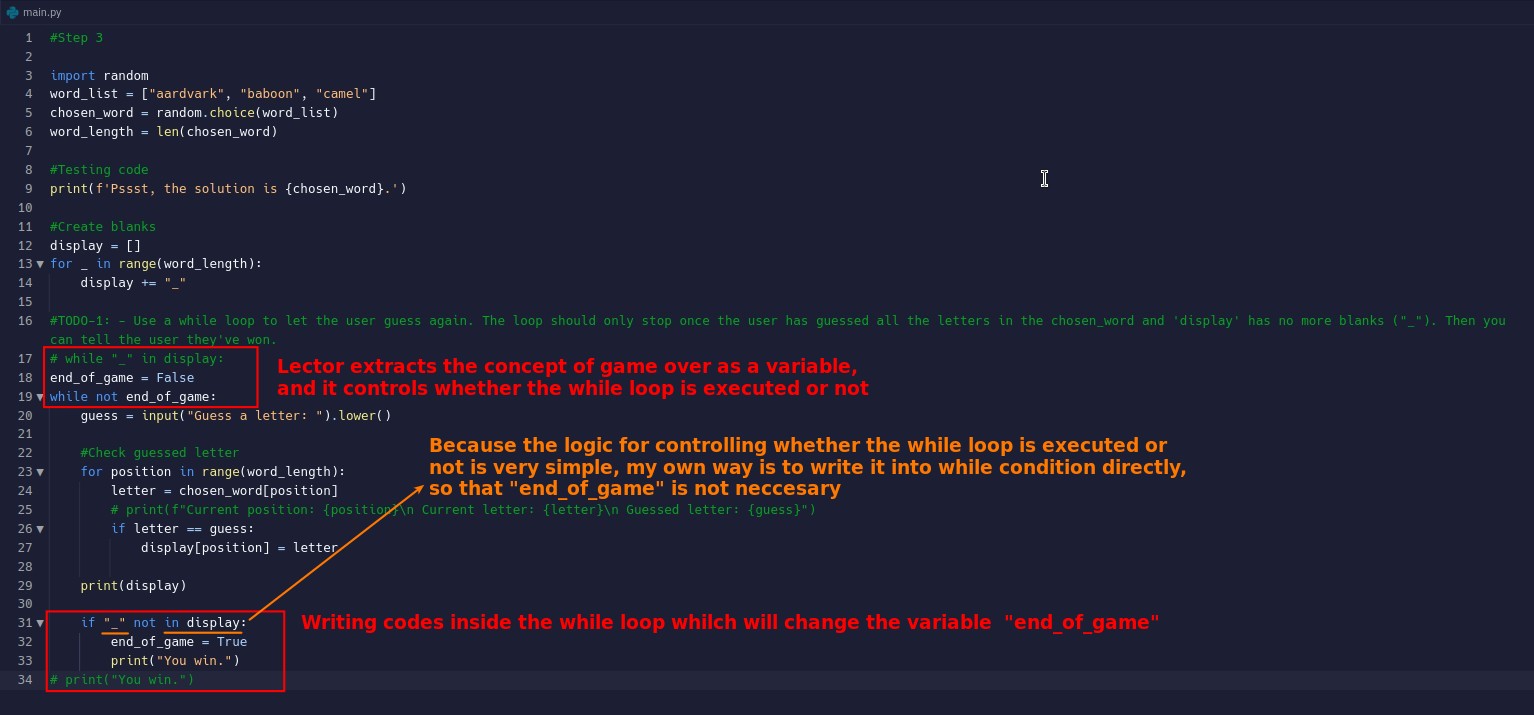 main.py
1 #Step 3
2
3 import random
4 word_list = ["aardvark", "baboon", "camel"]
5 chosen_word = random.choice(word_list)
6 word_length = len(chosen_word)
7
8 #Testing code
9 print(f'Pssst, the solution is {chosen_word}.')
10
11 #Create blanks
12 display = []
13 for _ in range(word_length):
14     display += "_"
15
16 #TODO-1: - Use a while loop to let the user guess again. The loop should only stop once the user has guessed all the letters in the chosen_word and 'display' has no more blanks ("_"). Then you
can tell the user they've won.
17 # while "_" in display:
18 end_of_game = False
19 while not end_of_game:
Lector extracts the concept of game over as a variable,
and it controls whether the while loop is executed or not
20     guess = input("Guess a letter: ").lower()
21
22     #Check guessed letter
23     for position in range(word_length):
24         letter = chosen_word[position]
Because the logic for controlling whether the while loop is executed or
not is very simple, my own way is to write it into while condition directly,
so that "end_of_game" is not neccesary
25         # print(f"Current position: {position}\n Current letter: {letter}\n Guessed letter: {guess}")
26         if letter == guess:
27             display[position] = letter
28
29     print(display)
30
31     if "_" not in display:
Writing codes inside the while loop whilch will change the variable "end_of_game"
32         end_of_game = True
33         print("You win.")
34 # print("You win.")